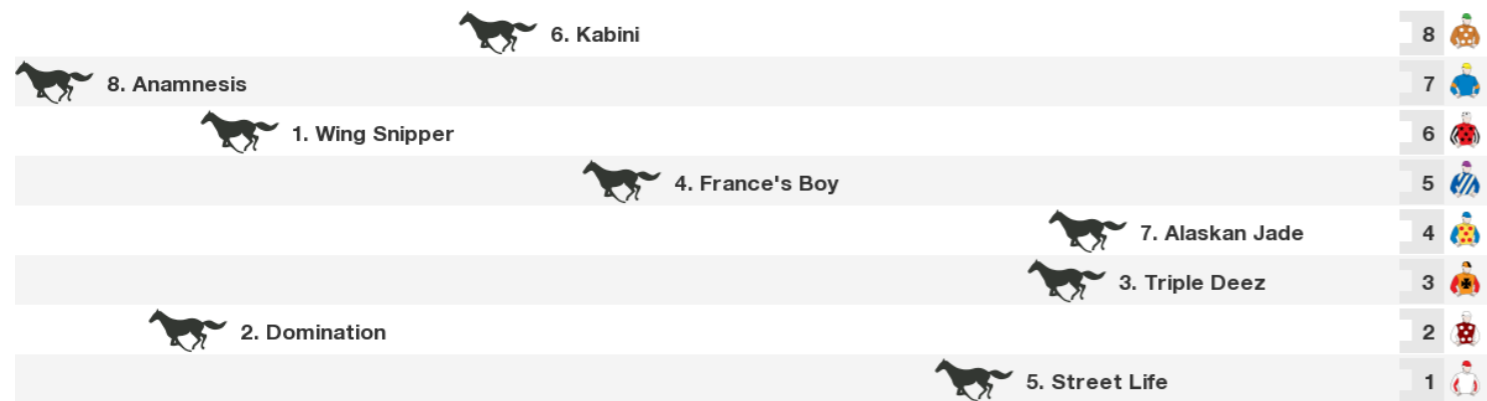 6. Kabini 8
8. Anamnesis 7
1. Wing Snipper 6
4. France's Boy 5
7. Alaskan Jade 4
3. Triple Deez 3
2. Domination 2
5. Street Life 1